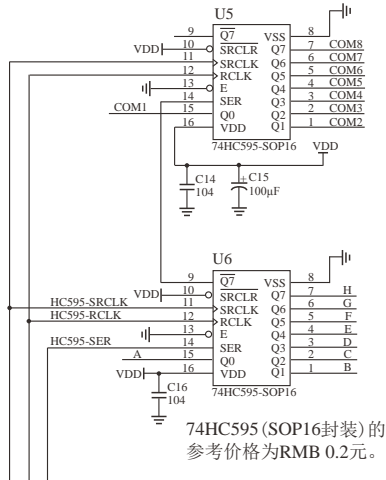 U5
9 Q7 VSS 8
VDD 10 SRCLR Q7 7 COM8
11 SRCLK Q6 6 COM7
12 RCLK Q5 5 COM6
13 E Q4 4 COM5
14 SER Q3 3 COM4
COM1 15 Q0 Q2 2 COM3
16 VDD Q1 1 COM2
74HC595-SOP16
VDD
C14
104
+ C15
100μF
U6
9 Q7 VSS 8
VDD 10 SRCLR Q7 7 H
HC595-SRCLK 11 SRCLK Q6 6 G
HC595-RCLK 12 RCLK Q5 5 F
13 E Q4 4 E
HC595-SER 14 SER Q3 3 D
A 15 Q0 Q2 2 C
VDD 16 VDD Q1 1 B
74HC595-SOP16
C16
104
74HC595(SOP16封装)的
参考价格为RMB 0.2元。